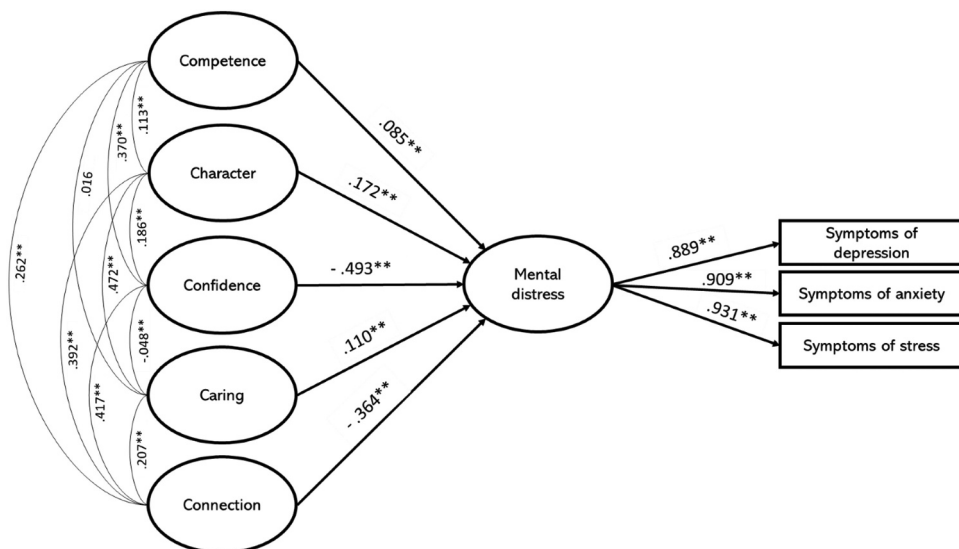 Competence
Character
Confidence
Caring
Connection
.113**
.370**
.016
.262**
.186**
.472**
.392**
-.048**
.417**
.207**
.085**
.172**
- .493**
.110**
- .364**
Mental
distress
.889**
.909**
.931**
Symptoms of
depression
Symptoms of anxiety
Symptoms of stress